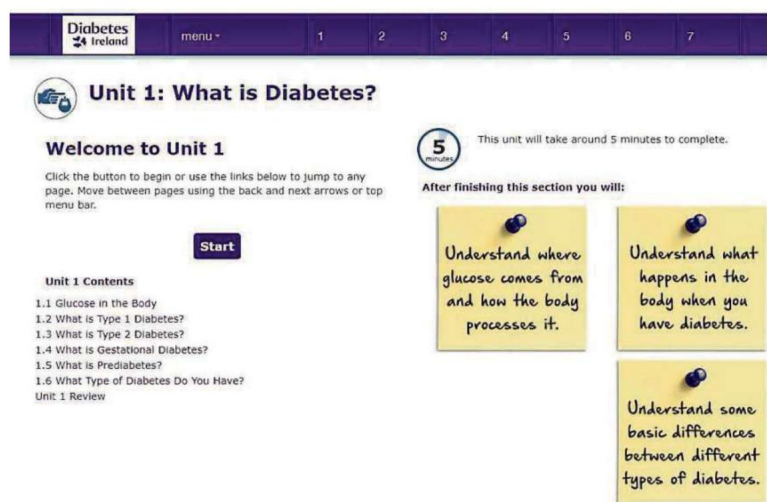 Diabetes
Ireland
menu
1
2
3
4
5
6
7
Unit 1: What is Diabetes?
Welcome to Unit 1
Click the button to begin or use the links below to jump to any
page. Move between pages using the back and next arrows or top
menu bar.
Start
Unit 1 Contents
1.1 Glucose in the Body
1.2 What is Type 1 Diabetes?
1.3 What is Type 2 Diabetes?
1.4 What is Gestational Diabetes?
1.5 What is Prediabetes?
1.6 What Type of Diabetes Do You Have?
Unit 1 Review
5
minutes
This unit will take around 5 minutes to complete.
After finishing this section you will:
Understand where
glucose comes from
and how the body
processes it.
Understand what
happens in the
body when you
have diabetes.
Understand some
basic differences
between different
types of diabetes.